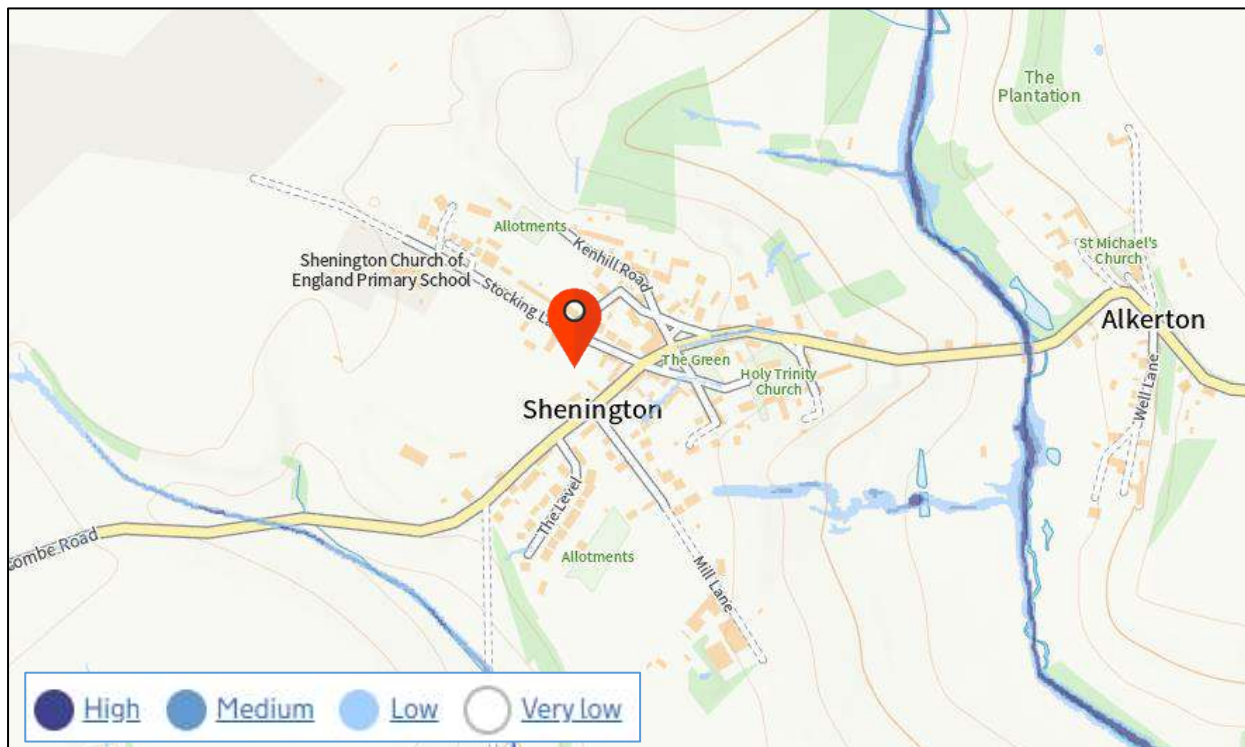 The
Plantation
Allotments
Kenhill Road
St Michael's
Church
Shenington Church of
England Primary School
Stocking La
Alkerton
The Green
Holy Trinity
Church
Shenington
Well Lane
The Level
combe Road
Allotments
Mill Lane
High
Medium
Low
Very low